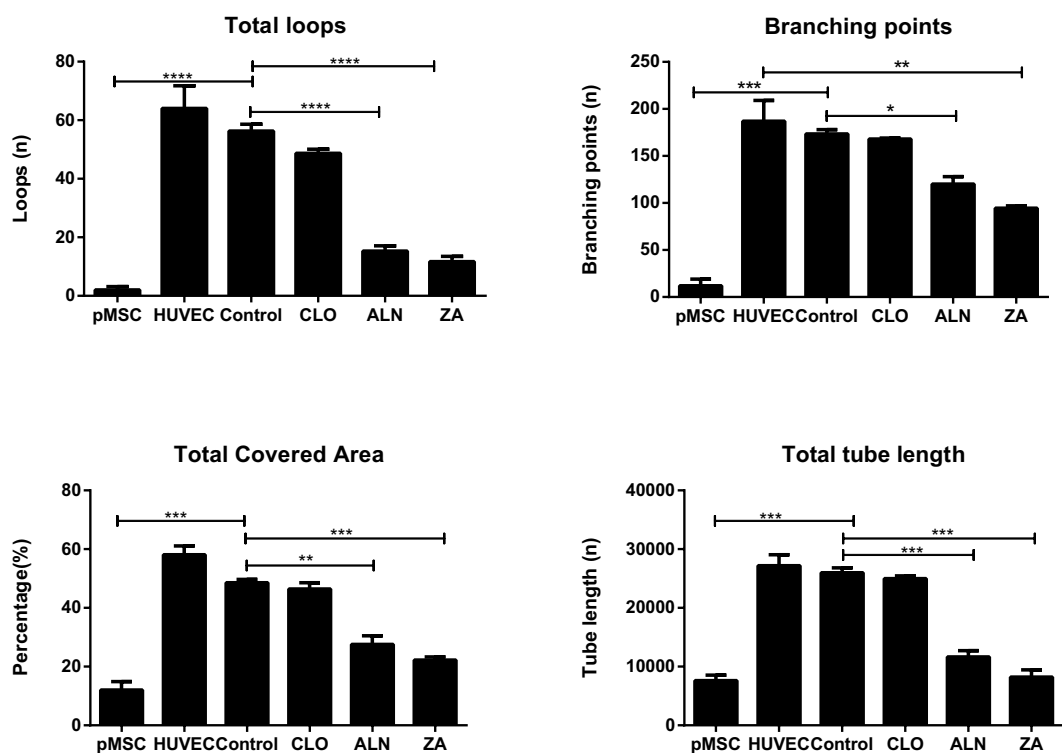 Total loops
Loops (n)
80
60
40
20
0
****
****
****
pMSC HUVEC Control CLO ALN ZA
Branching points
Branching points (n)
250
200
150
100
50
0
**
***
*
pMSC HUVECControl CLO ALN ZA
Total Covered Area
Percentage(%)
80
60
40
20
0
***
***
**
pMSC HUVECControl CLO ALN ZA
Total tube length
Tube length (n)
40000
30000
20000
10000
0
***
***
***
pMSC HUVECControl CLO ALN ZA